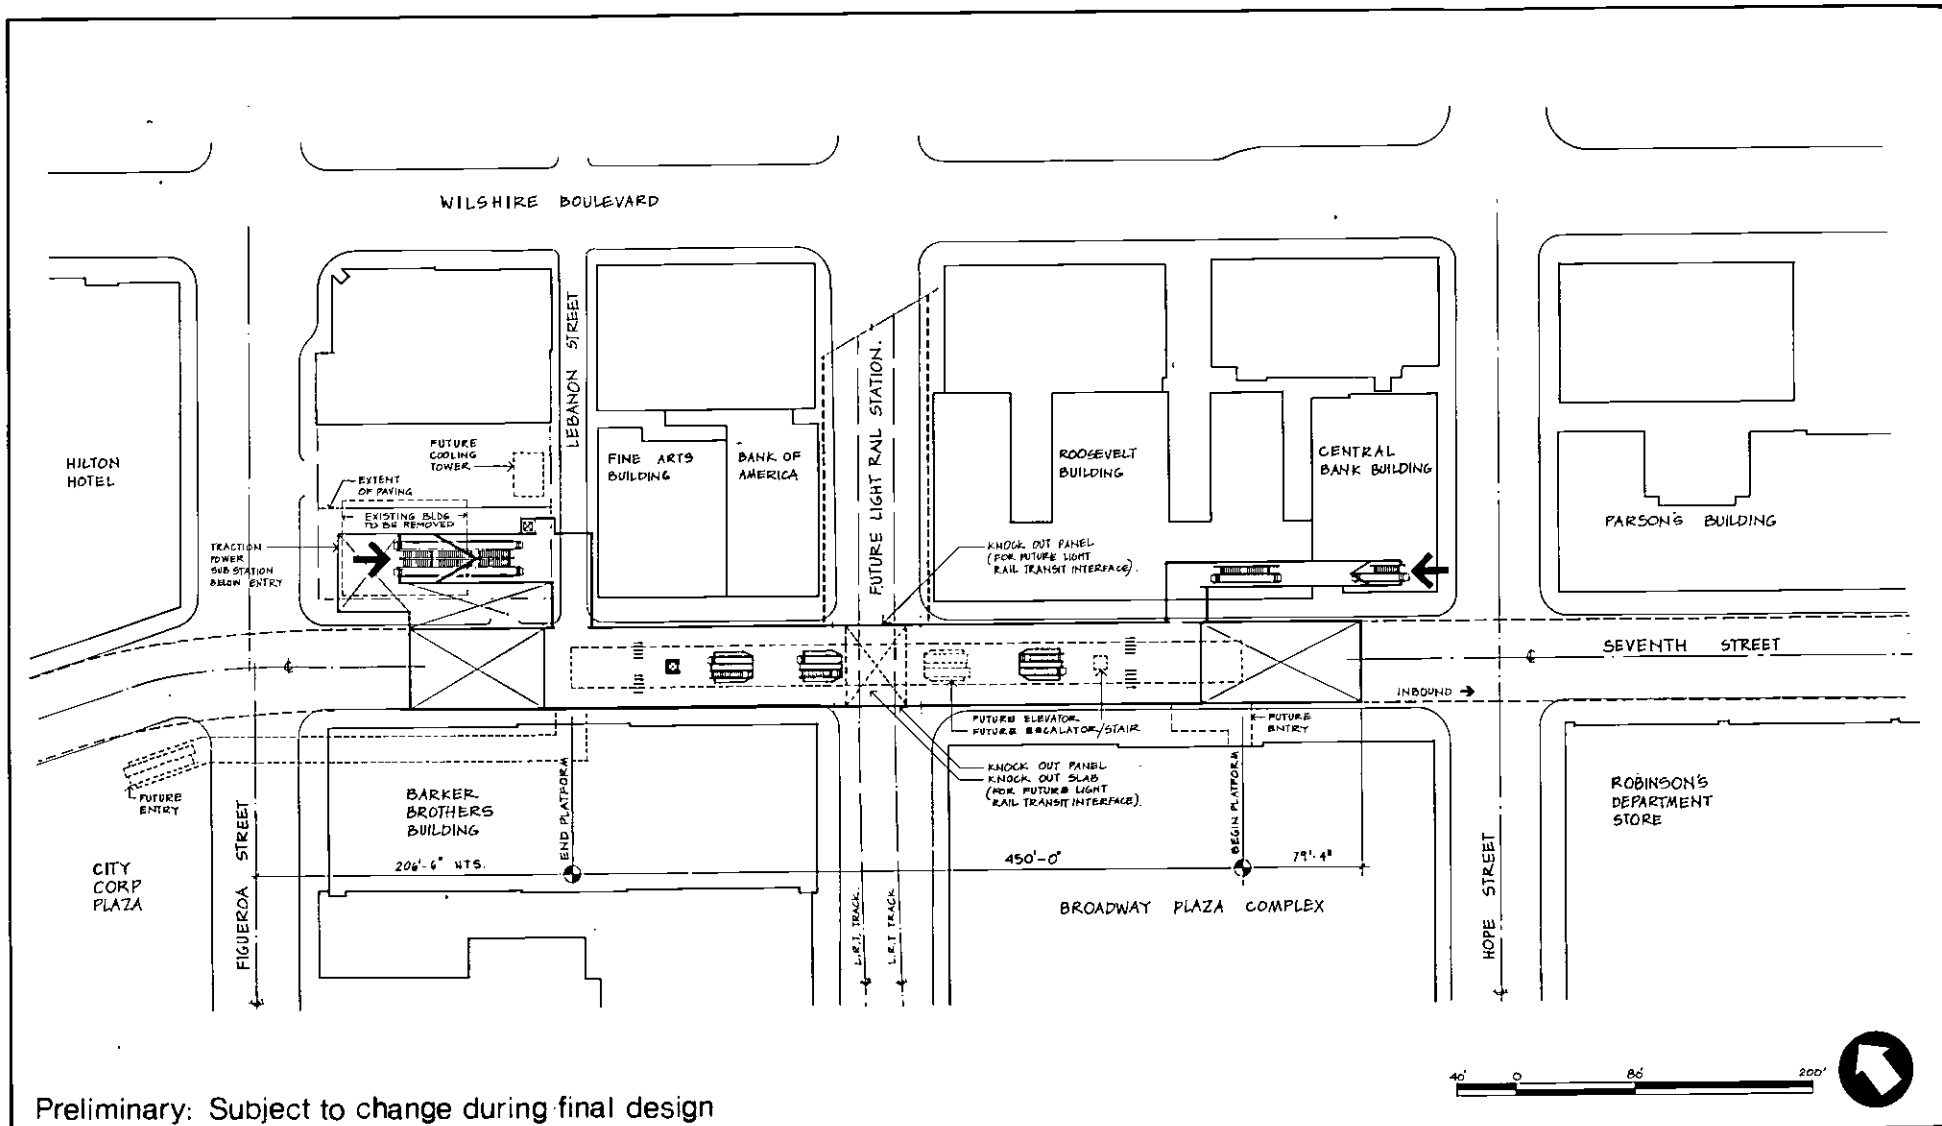 WILSHIRE BOULEVARD
LEBANON STREET
FUTURE LIGHT RAIL STATION.
HILTON
HOTEL
FUTURE
COOLING
TOWER
EXTENT
OF PAVING
EXISTING BLDG
TO BE REMOVED
FINE ARTS
BUILDING
BANK OF
AMERICA
ROOSEVELT
BUILDING
CENTRAL
BANK BUILDING
PARSON'S BUILDING
TRACTION
POWER
SUB STATION
BELOW ENTRY
KNOCK OUT PANEL
(FOR FUTURE LIGHT
RAIL TRANSIT INTERFACE).
SEVENTH STREET
INBOUND
FUTURE ELEVATOR
FUTURE ESCALATOR/STAIR
FUTURE
ENTRY
KNOCK OUT PANEL
KNOCK OUT SLAB
(FOR FUTURE LIGHT
RAIL TRANSIT INTERFACE).
FUTURE
ENTRY
BARKER
BROTHERS
BUILDING
END PLATFORM
BEGIN PLATFORM
ROBINSON'S
DEPARTMENT
STORE
206'-6" NTS.
450'-0"
79'-4"
CITY
CORP
PLAZA
FIGUEROA STREET
L.R.T. TRACK
L.R.T. TRACK
BROADWAY PLAZA COMPLEX
HOPE STREET
40' 0 80 200'
Preliminary: Subject to change during final design